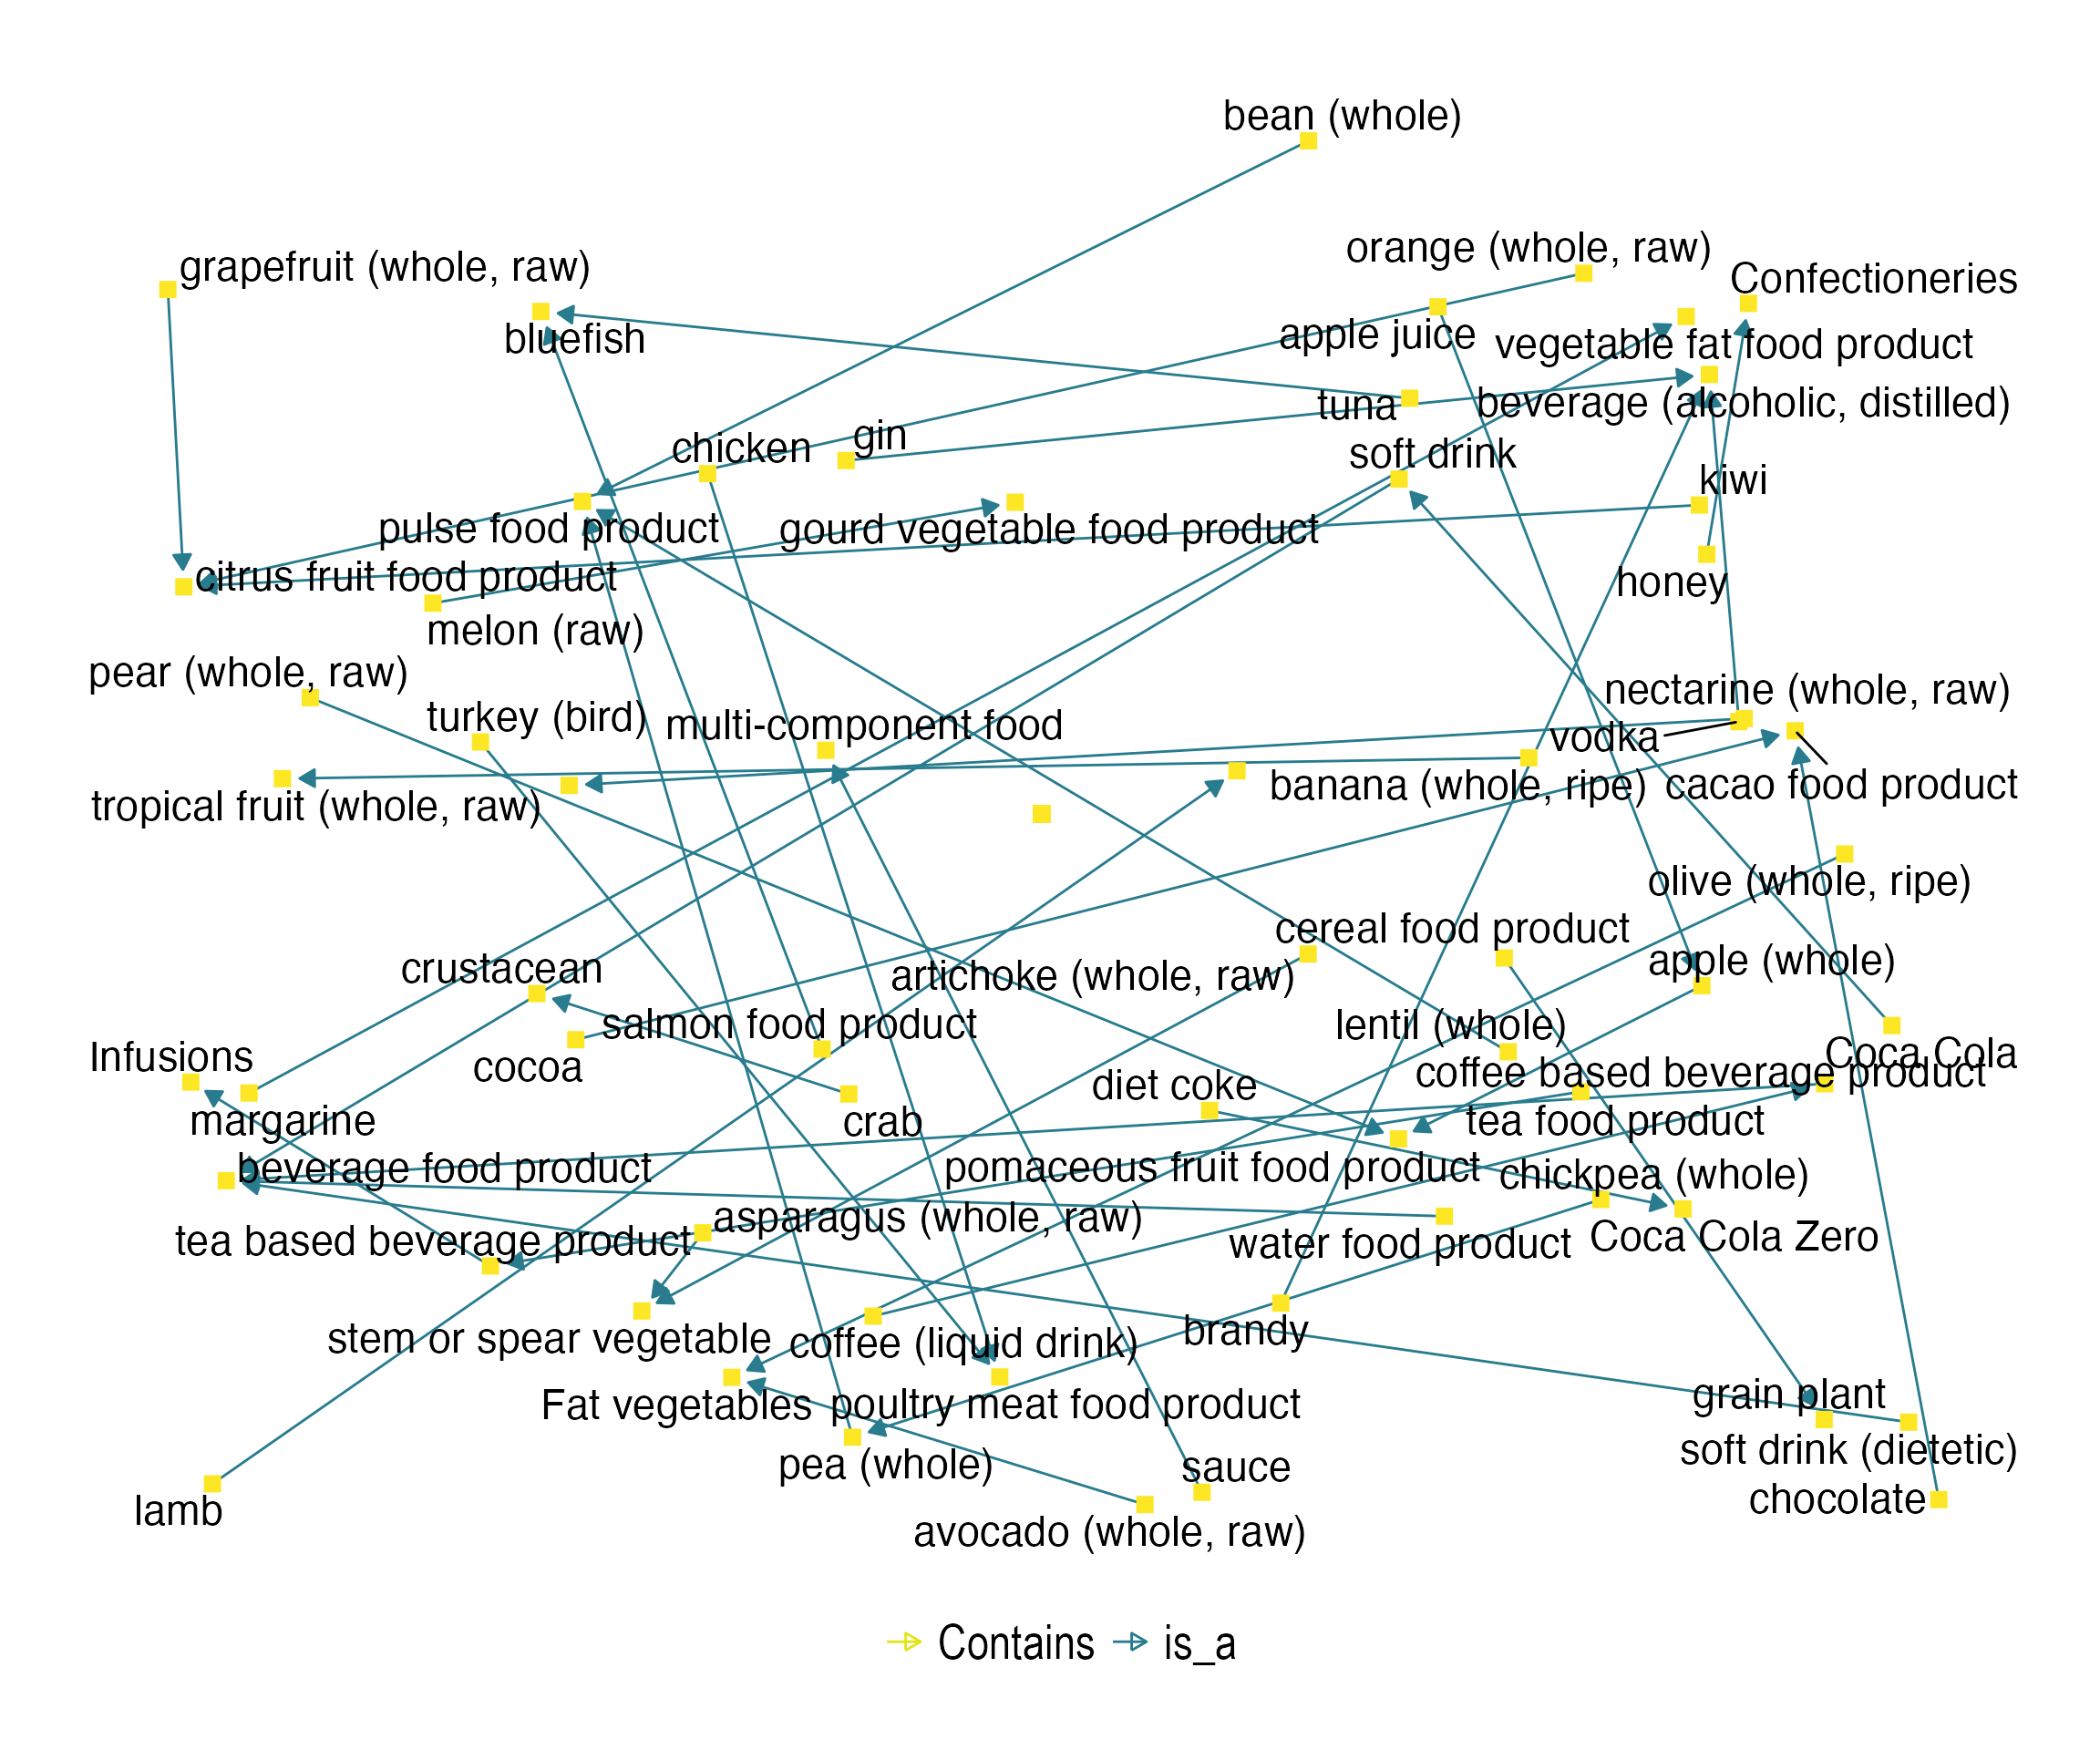 bean (whole)
orange (whole, raw)
grapefruit (whole, raw)
Confectioneries
bluefish
apple juice
vegetable fat food product
tuna
beverage (alcoholic, distilled)
chicken
gin
soft drink
kiwi
pulse food product
gourd vegetable food product
citrus fruit food product
honey
melon (raw)
pear (whole, raw)
nectarine (whole, raw)
turkey (bird)
multi-component food
vodka
tropical fruit (whole, raw)
banana (whole, ripe)
cacao food product
olive (whole, ripe)
cereal food product
crustacean
artichoke (whole, raw)
apple (whole)
salmon food product
lentil (whole)
Infusions
cocoa
Coca Cola
diet coke
coffee based beverage product
margarine
crab
tea food product
beverage food product
pomaceous fruit food product
chickpea (whole)
tea based beverage product
asparagus (whole, raw)
water food product
Coca Cola Zero
stem or spear vegetable
coffee (liquid drink)
brandy
Fat vegetables
poultry meat food product
grain plant
pea (whole)
sauce
soft drink (dietetic)
lamb
avocado (whole, raw)
chocolate
Contains
is_a